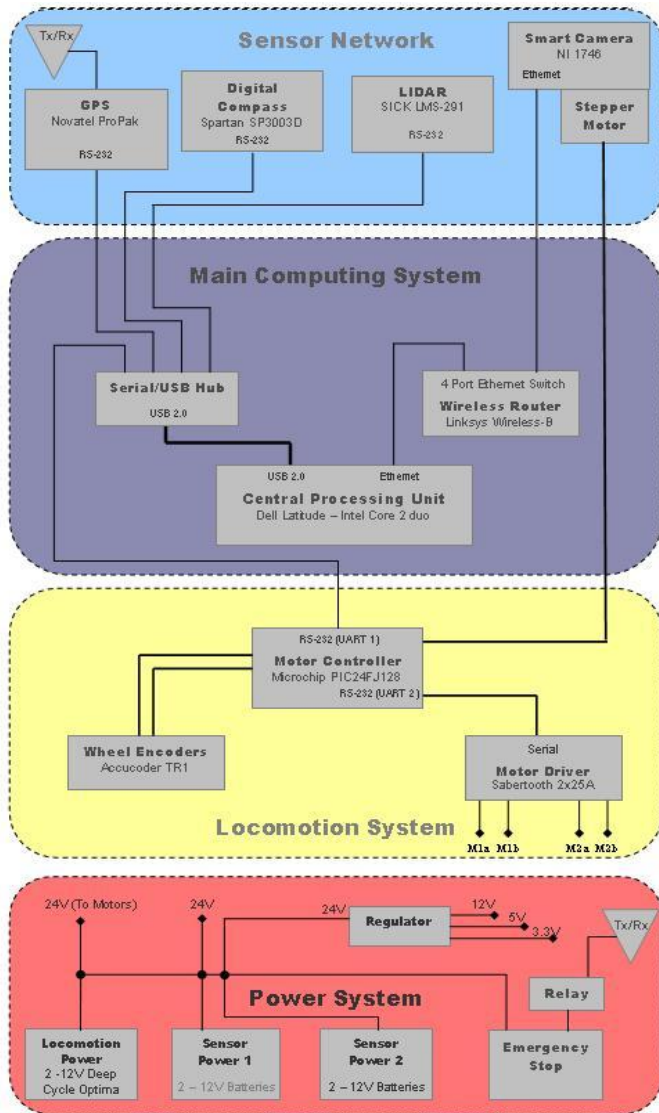 Tx/Rx
Sensor Network
Smart Camera
NI 1746
Ethernet
Stepper
Motor
GPS
Novatel ProPak
RS-232
Digital
Compass
Spartan SP3003D
RS-232
LIDAR
SICK LMS-291
RS-232
Main Computing System
Serial/USB Hub
USB 2.0
4 Port Ethernet Switch
Wireless Router
Linksys Wireless-B
USB 2.0
Ethernet
Central Processing Unit
Dell Latitude – Intel Core 2 duo
RS-232 (UART 1)
Motor Controller
Microchip PIC24FJ128
RS-232 (UART 2)
Wheel Encoders
Accucoder TR1
Serial
Motor Driver
Sabertooth 2x25A
M1a M1b M2a M2b
Locomotion System
24V (To Motors)
24V
24V
Regulator
12V
5V
3.3V
Tx/Rx
Power System
Relay
Locomotion
Power
2 -12V Deep
Cycle Optima
Sensor
Power 1
2 – 12V Batteries
Sensor
Power 2
2 – 12V Batteries
Emergency
Stop